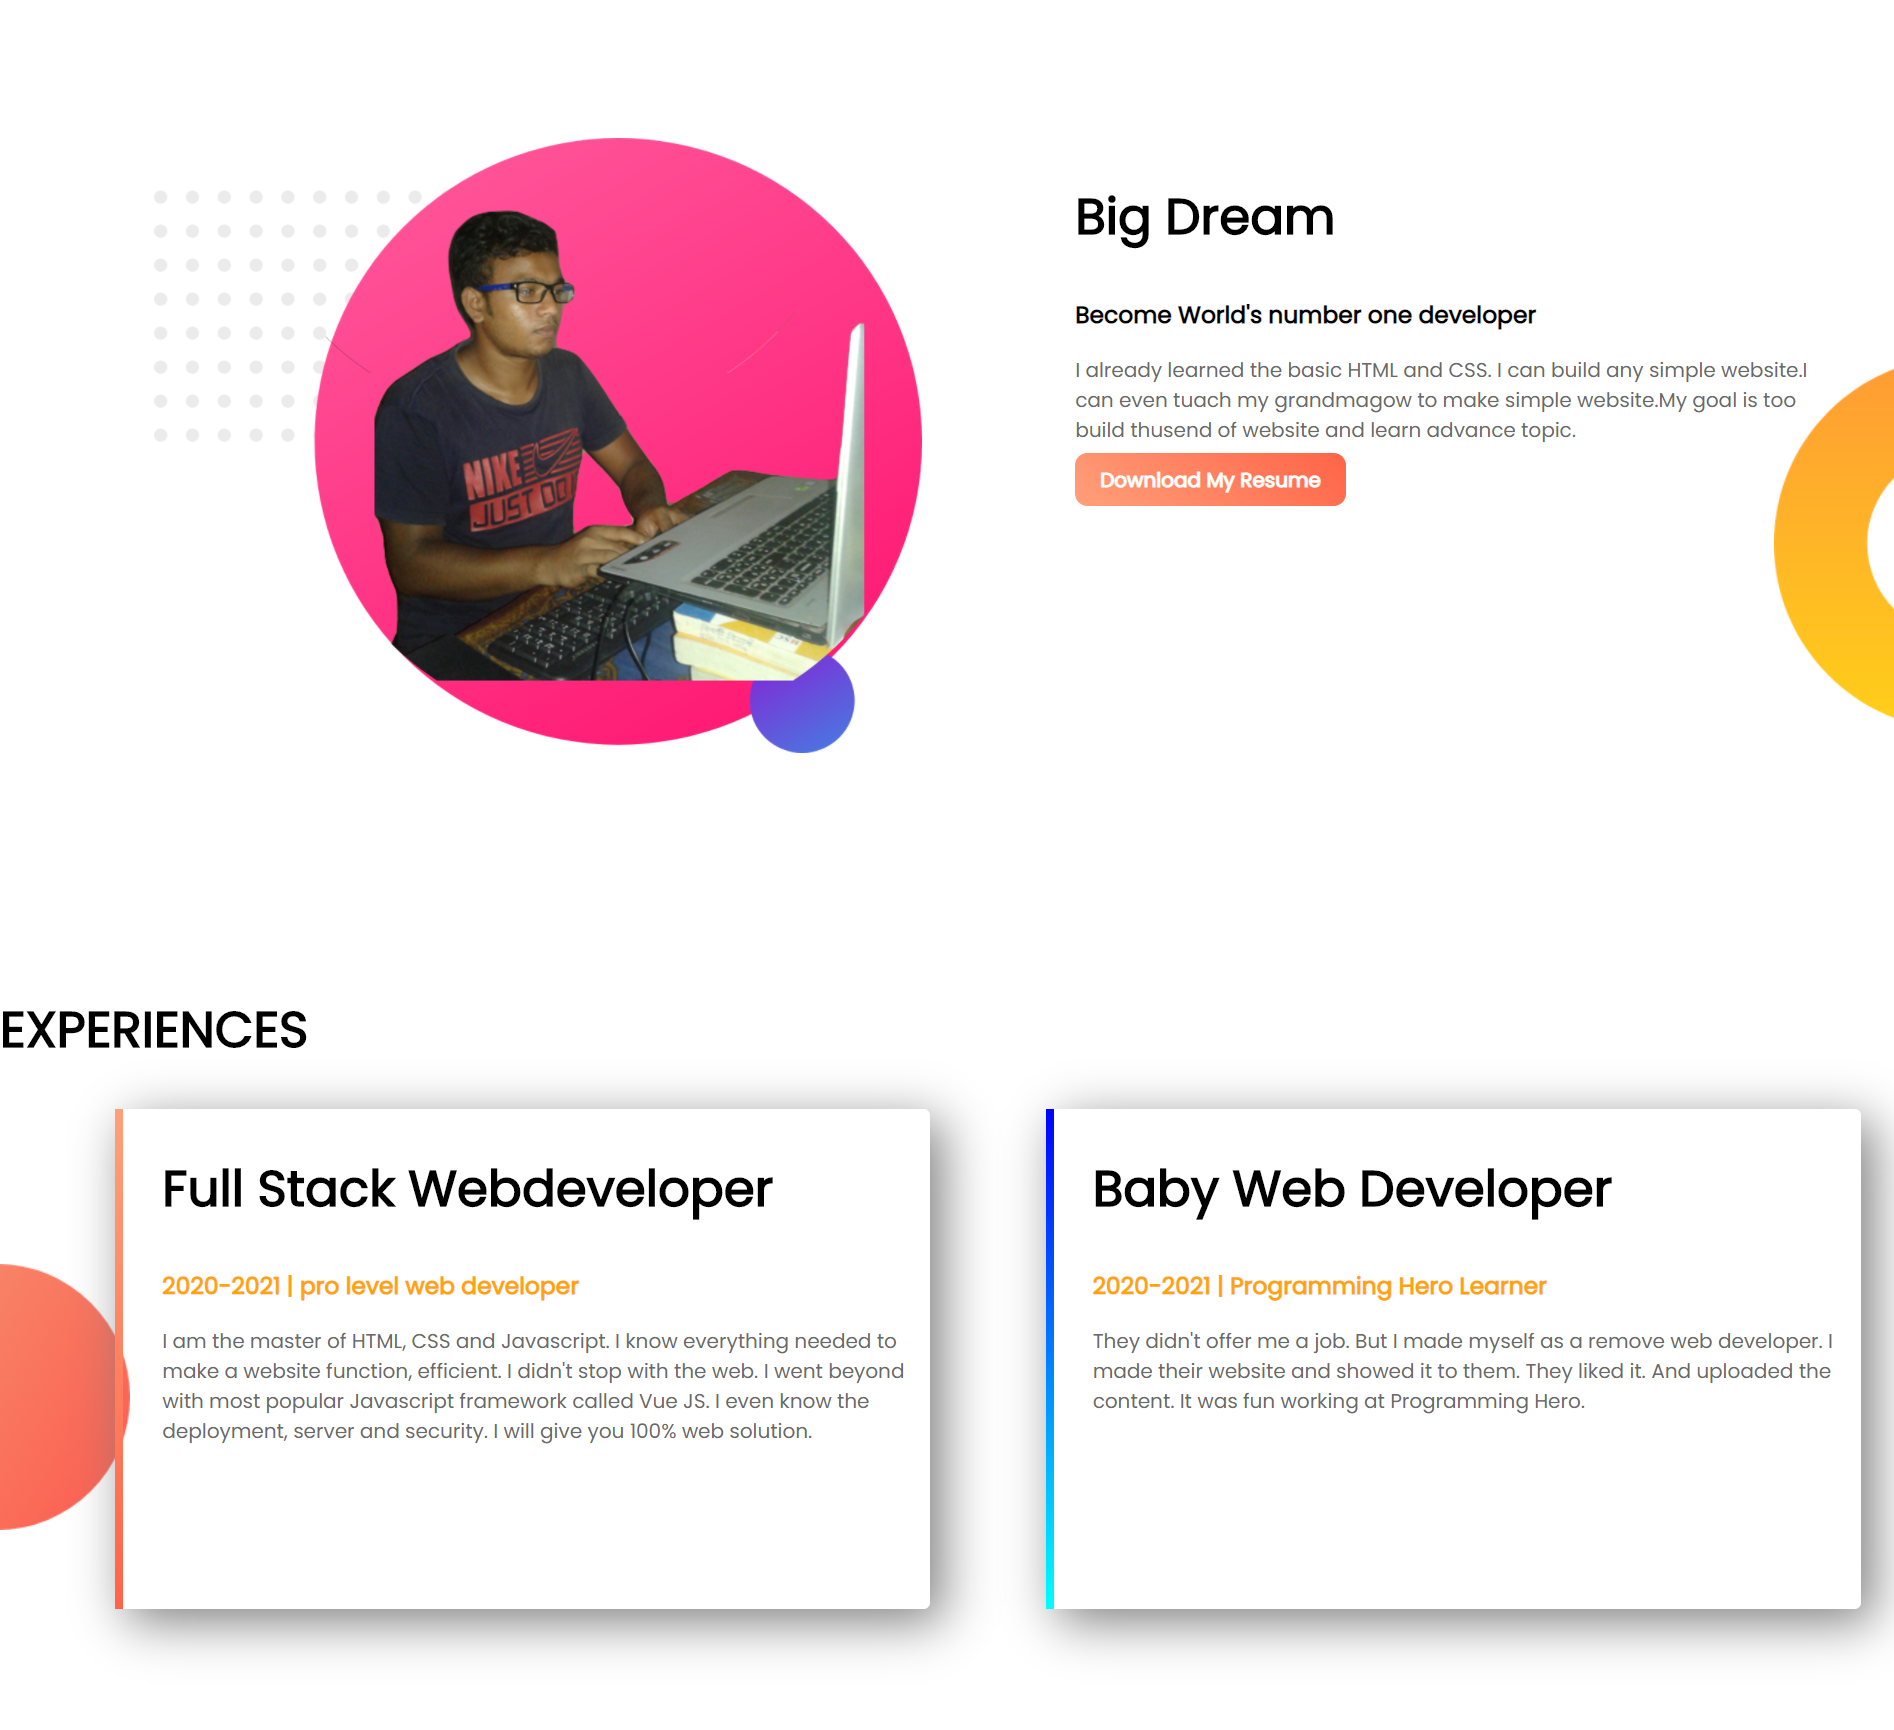 Big Dream
Become World's number one developer
I already learned the basic HTML and CSS. I can build any simple website.I
can even tuach my grandmagow to make simple website.My goal is too
build thusend of website and learn advance topic.
Download My Resume
NIKE
JUST DO I
EXPERIENCES
Full Stack Webdeveloper
2020-2021 | pro level web developer
I am the master of HTML, CSS and Javascript. I know everything needed to
make a website function, efficient. I didn't stop with the web. I went beyond
with most popular Javascript framework called Vue JS. I even know the
deployment, server and security. I will give you 100% web solution.
Baby Web Developer
2020-2021 | Programming Hero Learner
They didn't offer me a job. But I made myself as a remove web developer. I
made their website and showed it to them. They liked it. And uploaded the
content. It was fun working at Programming Hero.